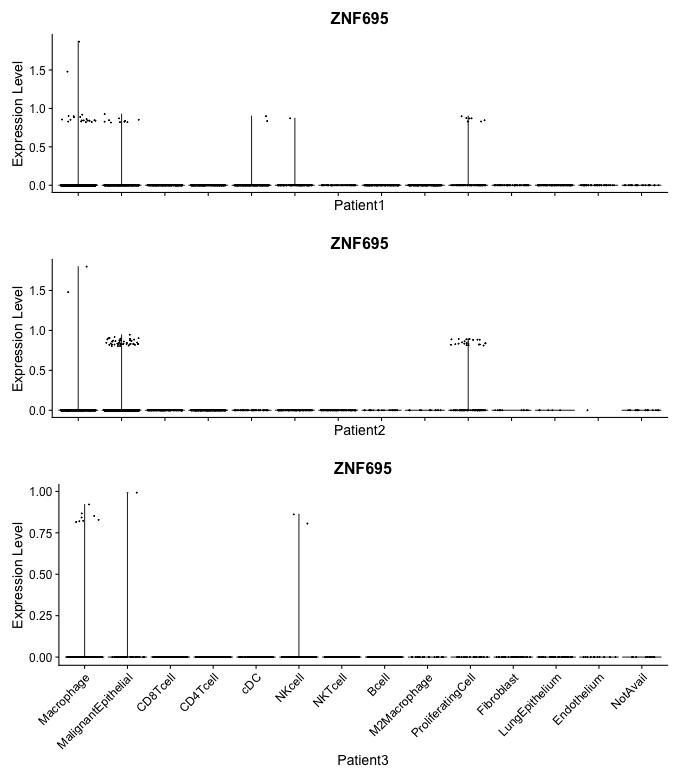 ZNF695
Expression Level
1.5
1.0
0.5
0.0
Patient1
ZNF695
Expression Level
1.5
1.0
0.5
0.0
Patient2
ZNF695
Expression Level
1.00
0.75
0.50
0.25
0.00
Macrophage
MalignantEpithelial
CD8Tcell
CD4Tcell
cDC
NKcell
NKTcell
Bcell
M2Macrophage
ProliferatingCell
Fibroblast
LungEpithelium
Endothelium
NotAvail
Patient3